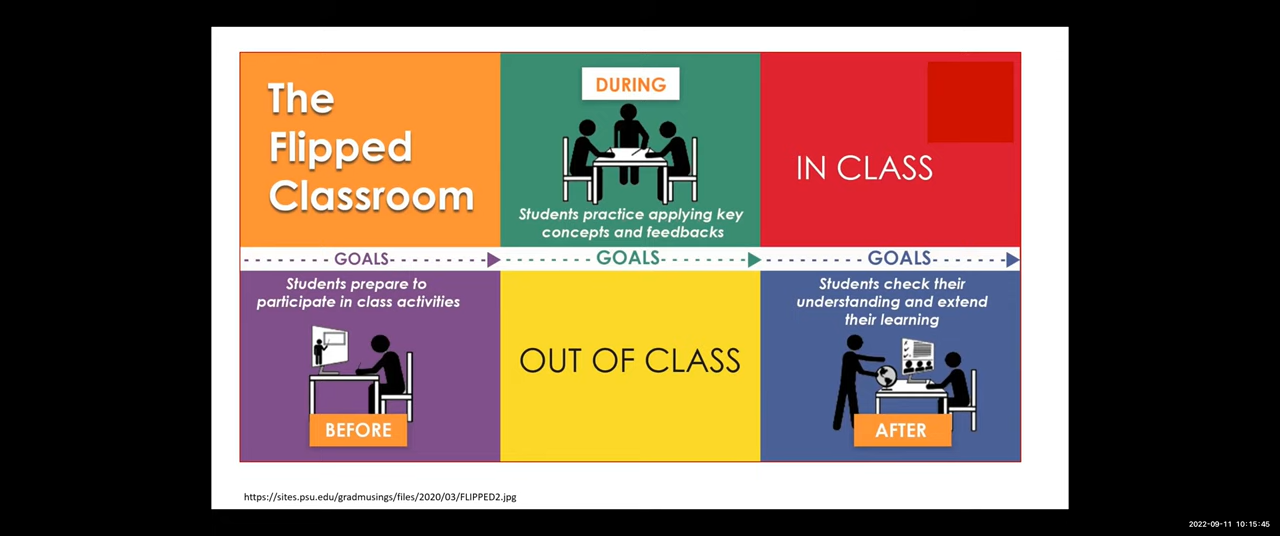 The
Flipped
Classroom
DURING
Students practice applying key
concepts and feedbacks
IN CLASS
GOALS
GOALS
GOALS
Students prepare to
participate in class activities
BEFORE
OUT OF CLASS
Students check their
understanding and extend
their learning
AFTER
https://sites.psu.edu/gradmusings/files/2020/03/FLIPPED2.jpg
2022-09-11 10:15:45